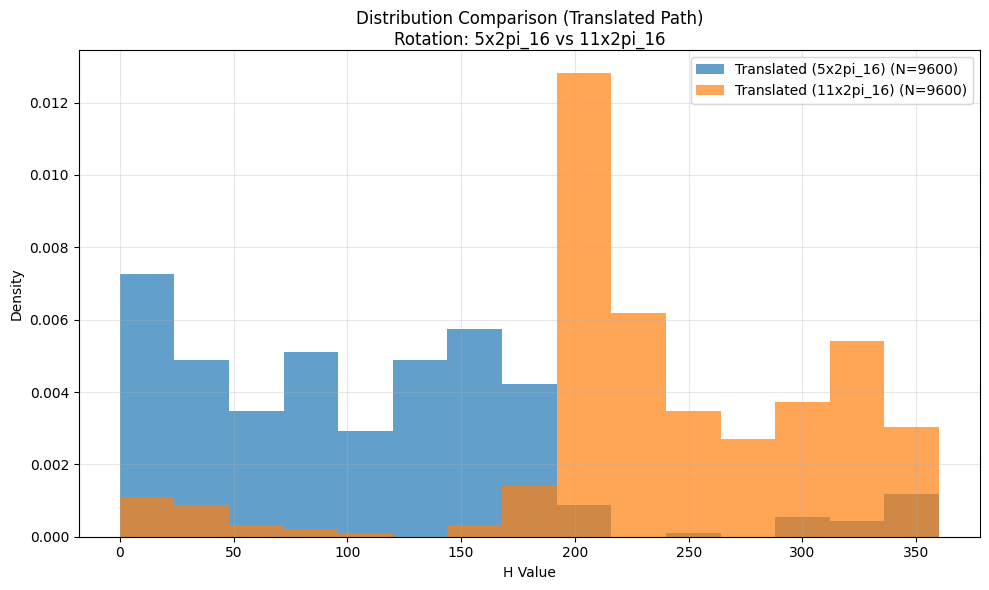 Distribution Comparison (Translated Path)
Rotation: 5x2pi_16 vs 11x2pi_16
Translated (5x2pi_16) (N=9600)
Translated (11x2pi_16) (N=9600)
Density
0.012
0.010
0.008
0.006
0.004
0.002
0.000
0 50 100 150 200 250 300 350
H Value